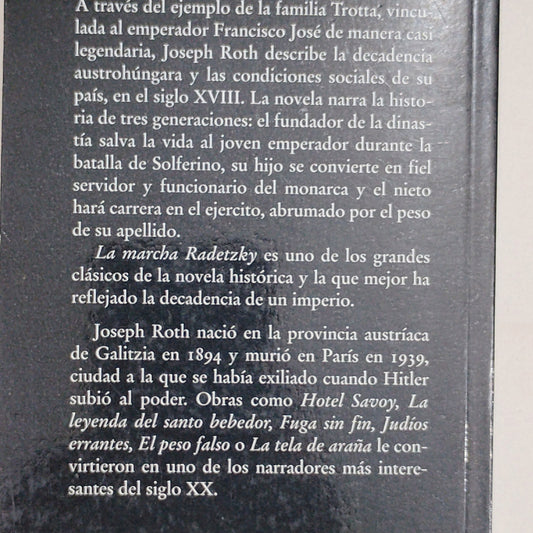 A través del ejemplo de la familia Trotta, vincu-
lada al emperador Francisco José de manera casi
legendaria, Joseph Roth describe la decadencia
austrohúngara y las condiciones sociales de su
país, en el siglo XVIII. La novela narra la histo-
ria de tres generaciones: el fundador de la dinas-
tía salva la vida al joven emperador durante la
batalla de Solferino, su hijo se convierte en fiel
servidor y funcionario del monarca y el nieto
hará carrera en el ejercito, abrumado por el peso
de su apellido.
La marcha Radetzky es uno de los grandes
clásicos de la novela histórica y la que mejor ha
reflejado la decadencia de un imperio.
Joseph Roth nació en la provincia austríaca
de Galitzia en 1894 y murió en París en 1939,
ciudad a la que se había exiliado cuando Hitler
subió al poder. Obras como Hotel Savoy, La
leyenda del santo bebedor, Fuga sin fin, Judíos
errantes, El peso falso o La tela de araña le con-
virtieron en uno de los narradores más intere-
santes del siglo XX.